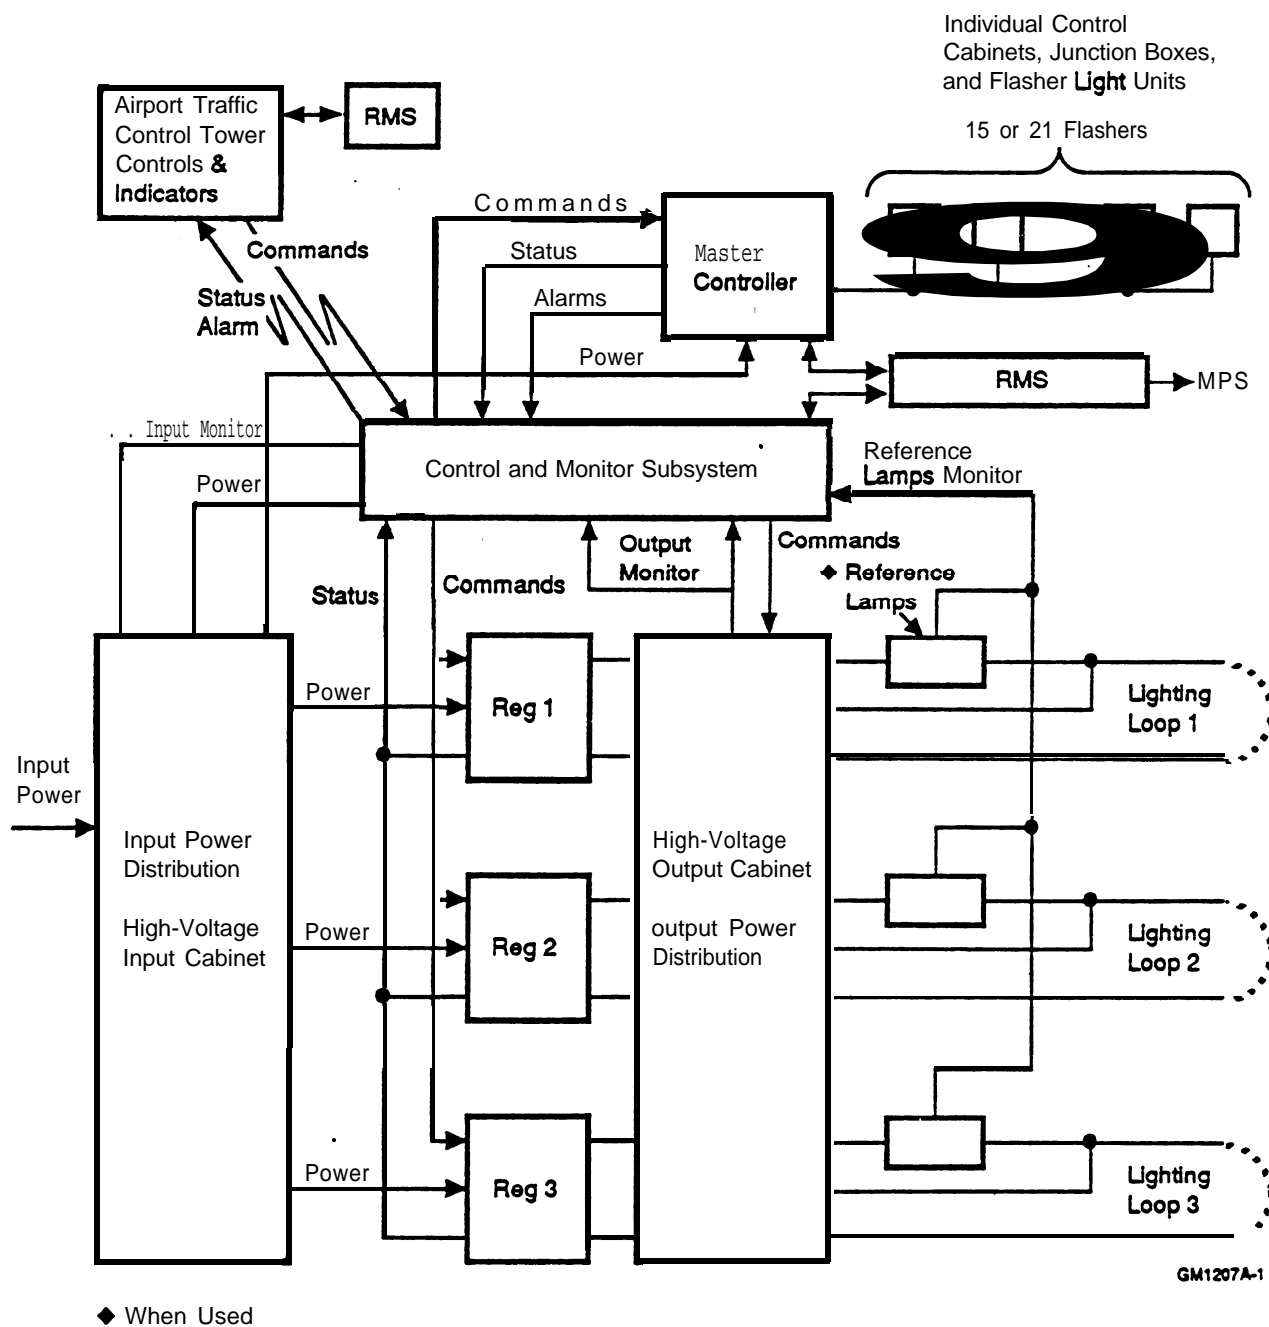 Individual Control
Cabinets, Junction Boxes,
and Flasher Light Units
15 or 21 Flashers
Airport Traffic
Control Tower
Controls &
Indicators
RMS
Commands
Status
Alarms
Power
Master
Controller
Commands
Status
Alarm
RMS
MPS
. . Input Monitor
Power
Control and Monitor Subsystem
Reference
Lamps Monitor
Status
Commands
Output
Monitor
Commands
◆ Reference
Lamps
Power
Reg 1
Lighting
Loop 1
Input
Power
Input Power
Distribution
High-Voltage
Input Cabinet
High-Voltage
Output Cabinet
output Power
Distribution
Power
Reg 2
Lighting
Loop 2
Power
Reg 3
Lighting
Loop 3
GM1207A-1
◆ When Used